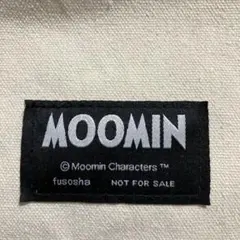 MOOMIN
© Moomin Characters ™
fusosha NOT FOR SALE